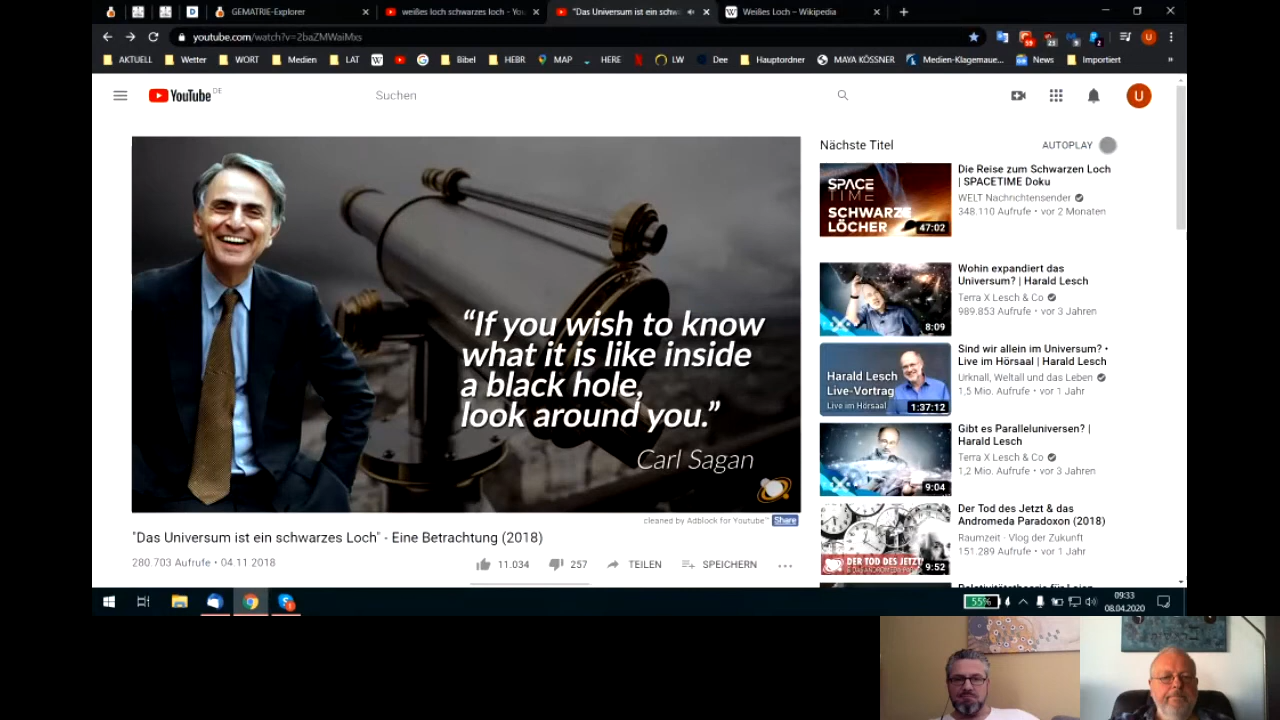 GEMATRIE-Explorer
weißes loch schwarzes loch - You
"Das Universum ist ein schwa
Weißes Loch – Wikipedia
youtube.com/watch?v=2baZMWaiMxs
59
23
9
2
U
AKTUELL
Wetter
WORT
Medien
LAT
Bibel
HEBR
MAP
HERE
LW
Dee
Hauptordner
MAYA KÖSSNER
Medien-Klagemaue...
News
Importiert
»
YouTube DE
Suchen
U
Nächste Titel
AUTOPLAY
"If you wish to know
what it is like inside
a black hole,
look around you."
Carl Sagan
cleaned by Adblock for Youtube™ Share
"Das Universum ist ein schwarzes Loch" - Eine Betrachtung (2018)
280.703 Aufrufe • 04.11.2018
11.034
257
TEILEN
SPEICHERN
SPACE
TIME
SCHWARZE
LÖCHER
47:02
Die Reise zum Schwarzen Loch
| SPACETIME Doku
WELT Nachrichtensender
348.110 Aufrufe • vor 2 Monaten
8:09
Wohin expandiert das
Universum? | Harald Lesch
Terra X Lesch & Co
989.853 Aufrufe • vor 3 Jahren
Harald Lesch
Live-Vortrag
Live im Hörsaal
1:37:12
Sind wir allein im Universum? •
Live im Hörsaal | Harald Lesch
Urknall, Weltall und das Leben
1,5 Mio. Aufrufe • vor 1 Jahr
9:04
Gibt es Paralleluniversen? |
Harald Lesch
Terra X Lesch & Co
1,2 Mio. Aufrufe • vor 3 Jahren
DER TOD DES JETZT
9:52
Der Tod des Jetzt & das
Andromeda Paradoxon (2018)
Raumzeit - Vlog der Zukunft
151.289 Aufrufe • vor 1 Jahr
Relativitätstheorie für Laien
55%
09:33
08.04.2020